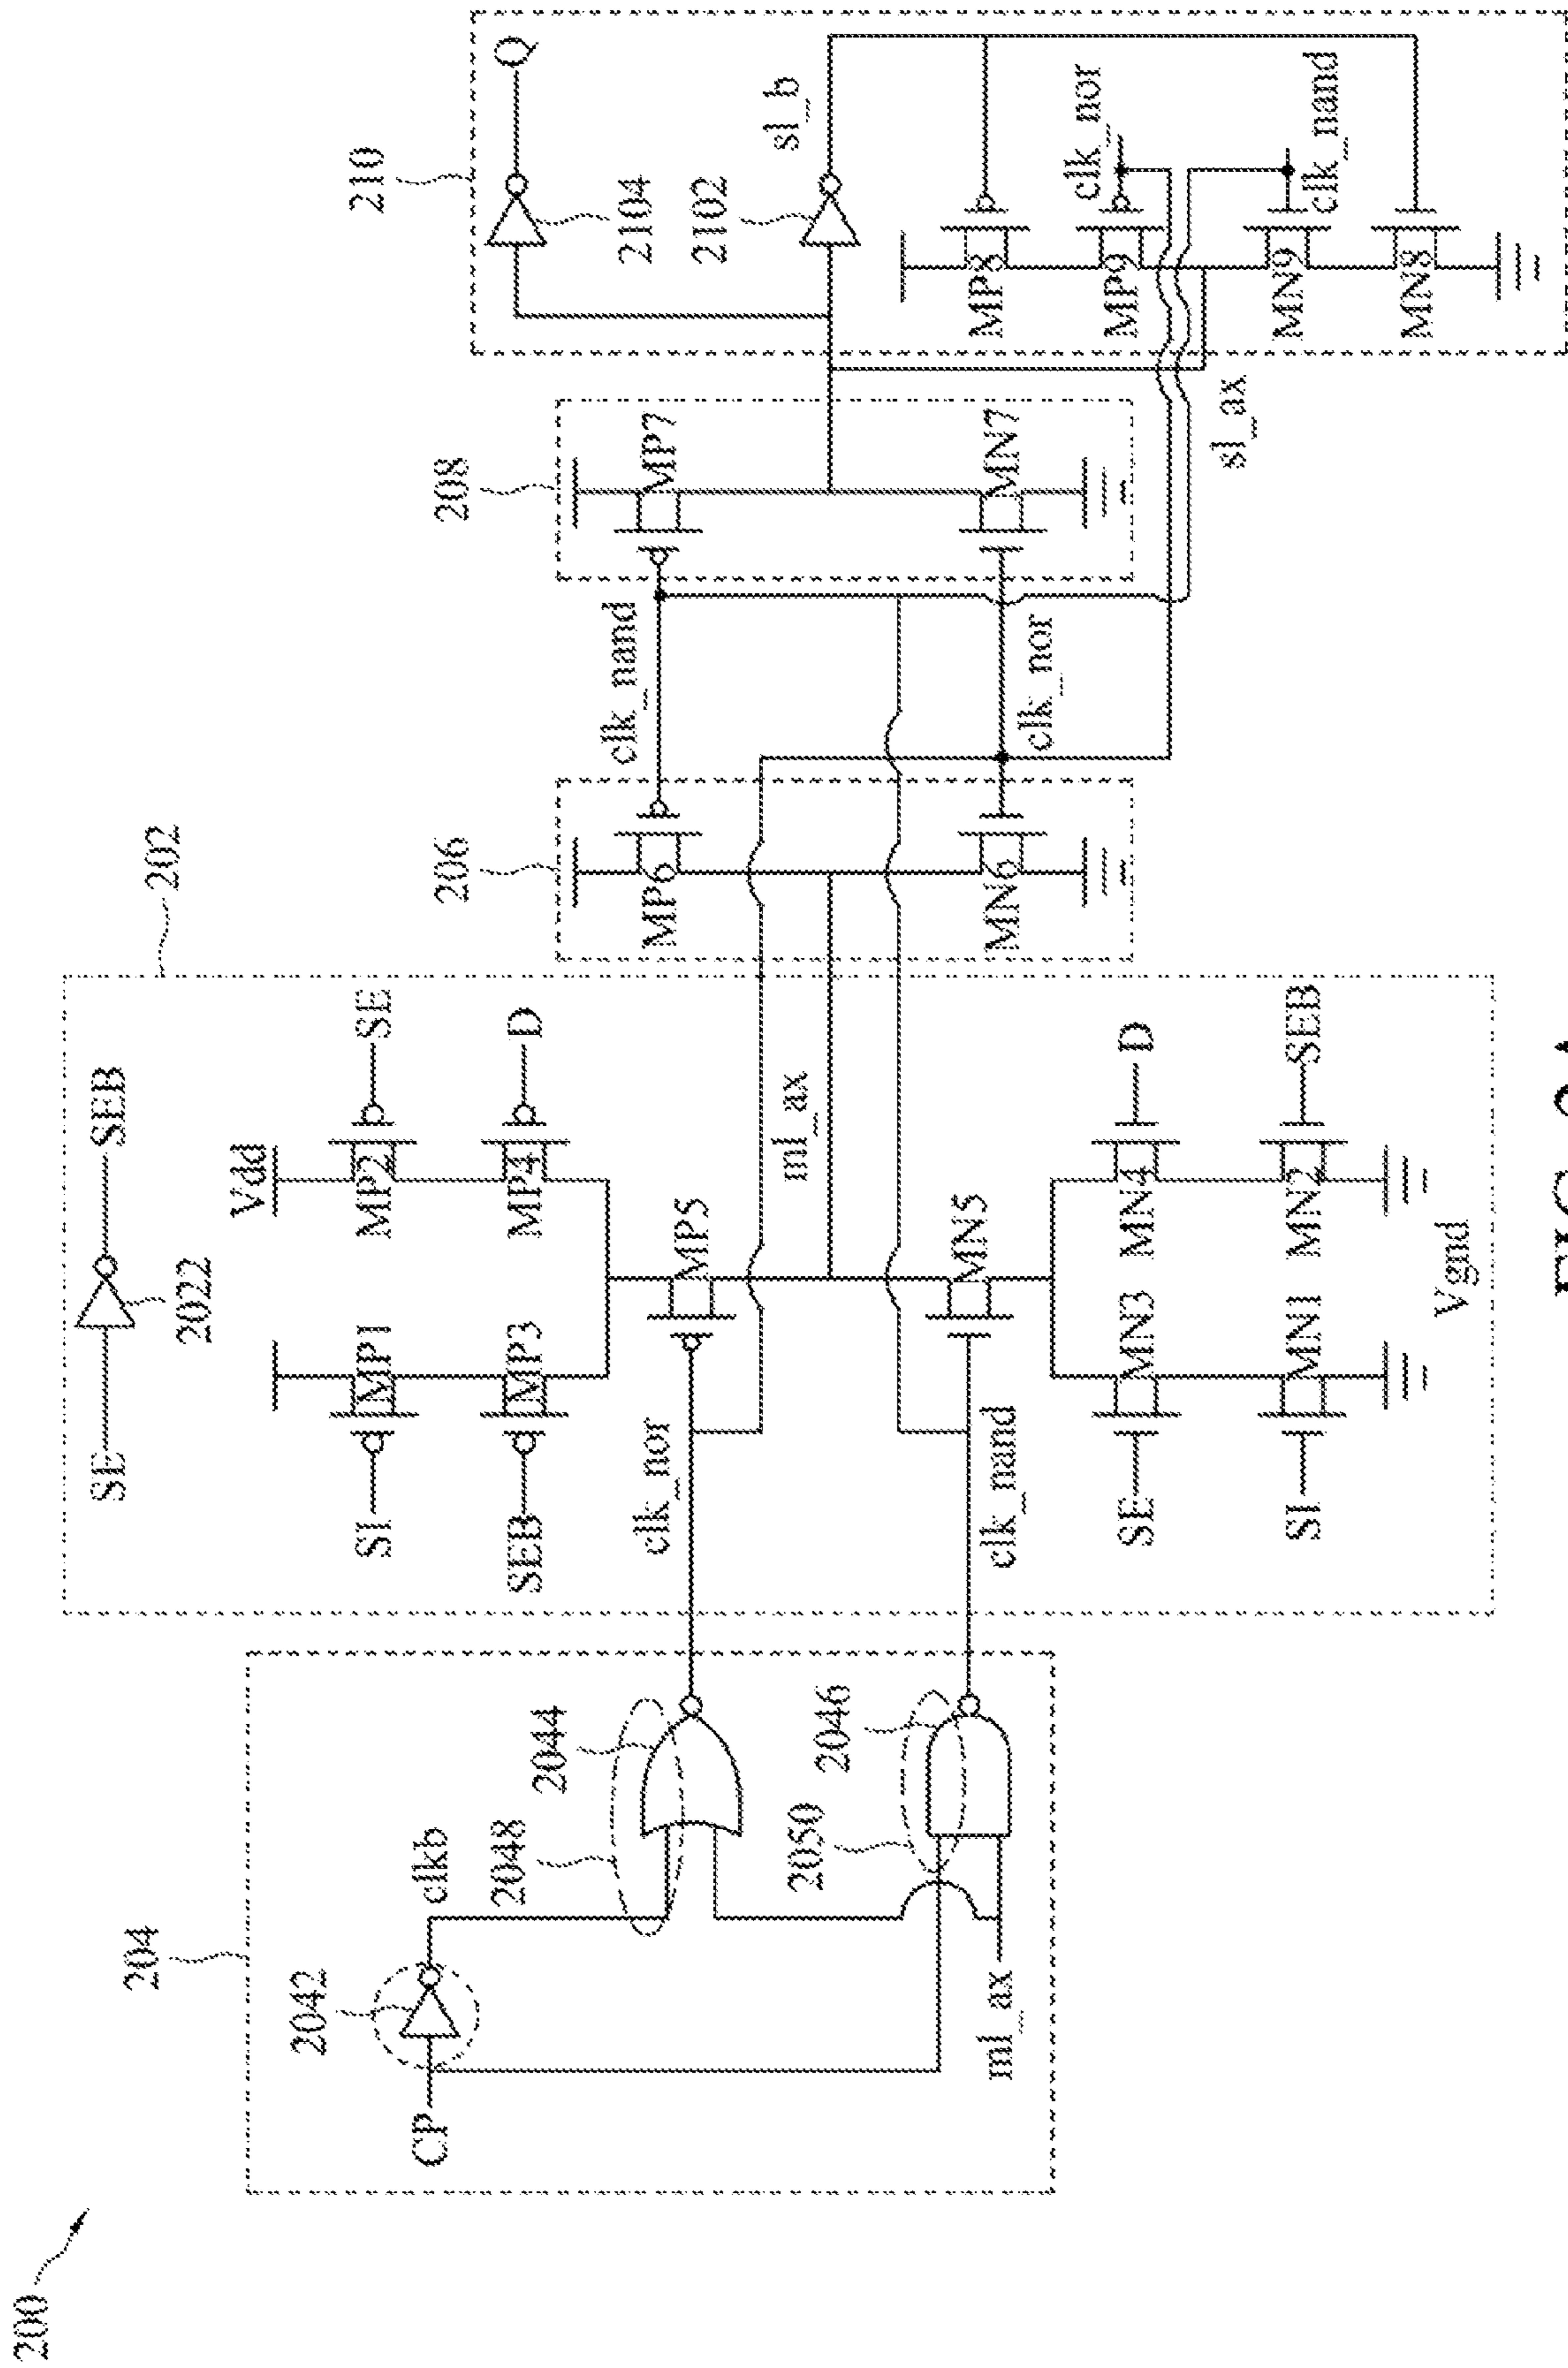 200
204
CP
2042
clkb
2048
2044
2050
2046
ml_ax
202
SE
SEB
2022
Vdd
SI
MP1
MP2
SE
SEB
MP3
MP4
D
clk_nor
MP5
ml_ax
clk_nand
MN5
SE
MN3
MN4
D
SI
MN1
MN2
SEB
Vgnd
206
MP6
MN6
clk_nand
clk_nor
208
MP7
MN7
sl_ax
210
Q
2104
2102
sl_b
MP8
MP9
clk_nor
MN9
clk_nand
MN8